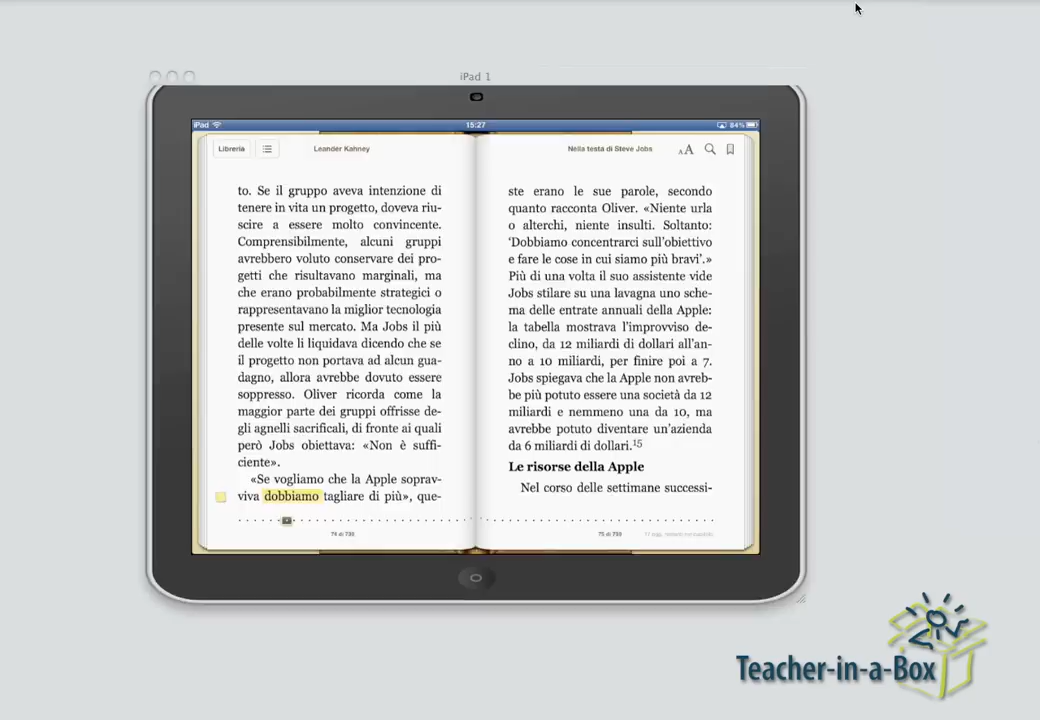 iPad 1
iPad
15:27
84%
Libreria
Leander Kahney
to. Se il gruppo aveva intenzione di
tenere in vita un progetto, doveva riu-
scire a essere molto convincente.
Comprensibilmente, alcuni gruppi
avrebbero voluto conservare dei pro-
getti che risultavano marginali, ma
che erano probabilmente strategici o
rappresentavano la miglior tecnologia
presente sul mercato. Ma Jobs il più
delle volte li liquidava dicendo che se
il progetto non portava ad alcun gua-
dagno, allora avrebbe dovuto essere
soppresso. Oliver ricorda come la
maggior parte dei gruppi offrisse de-
gli agnelli sacrificali, di fronte ai quali
però Jobs obiettava: «Non è suffi-
ciente».
«Se vogliamo che la Apple soprav-
viva dobbiamo tagliare di più», que-
74 di 739
Nella testa di Steve Jobs
AA
ste erano le sue parole, secondo
quanto racconta Oliver. «Niente urla
o alterchi, niente insulti. Soltanto:
‘Dobbiamo concentrarci sull’obiettivo
e fare le cose in cui siamo più bravi’.»
Più di una volta il suo assistente vide
Jobs stilare su una lavagna uno sche-
ma delle entrate annuali della Apple:
la tabella mostrava l’improvviso de-
clino, da 12 miliardi di dollari all’an-
no a 10 miliardi, per finire poi a 7.
Jobs spiegava che la Apple non avreb-
be più potuto essere una società da 12
miliardi e nemmeno una da 10, ma
avrebbe potuto diventare un’azienda
da 6 miliardi di dollari.15
Le risorse della Apple
Nel corso delle settimane successi-
75 di 739
Teacher-in-a-Box